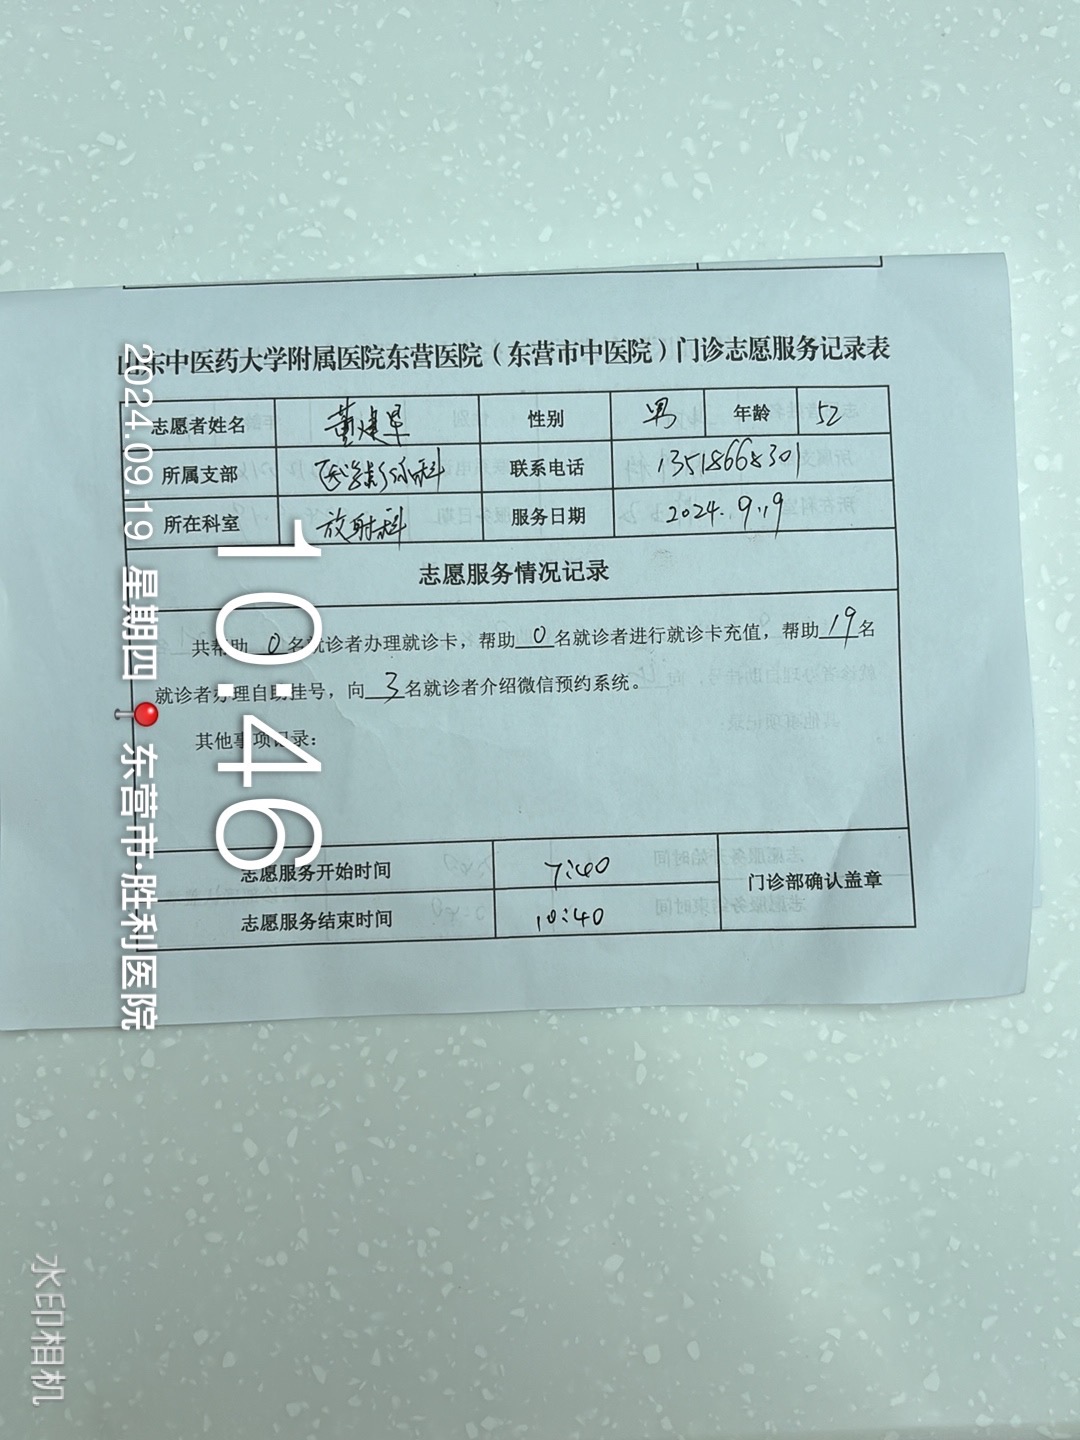 山东中医药大学附属医院东营医院（东营市中医院）门诊志愿服务记录表
志愿者姓名 董建早 性别 男 年龄 52
所属支部 医学影像科 联系电话 13518668301
所在科室 放射科 服务日期 2024.9.19
志愿服务情况记录
共帮助 0 名就诊者办理就诊卡，帮助 0 名就诊者进行就诊卡充值，帮助 19 名
就诊者办理自助挂号，向 3 名就诊者介绍微信预约系统。
其他事项记录：
志愿服务开始时间 7:40 门诊部确认盖章
志愿服务结束时间 10:40
10:46
2024.09.19 星期四 东营市·胜利医院
水印相机